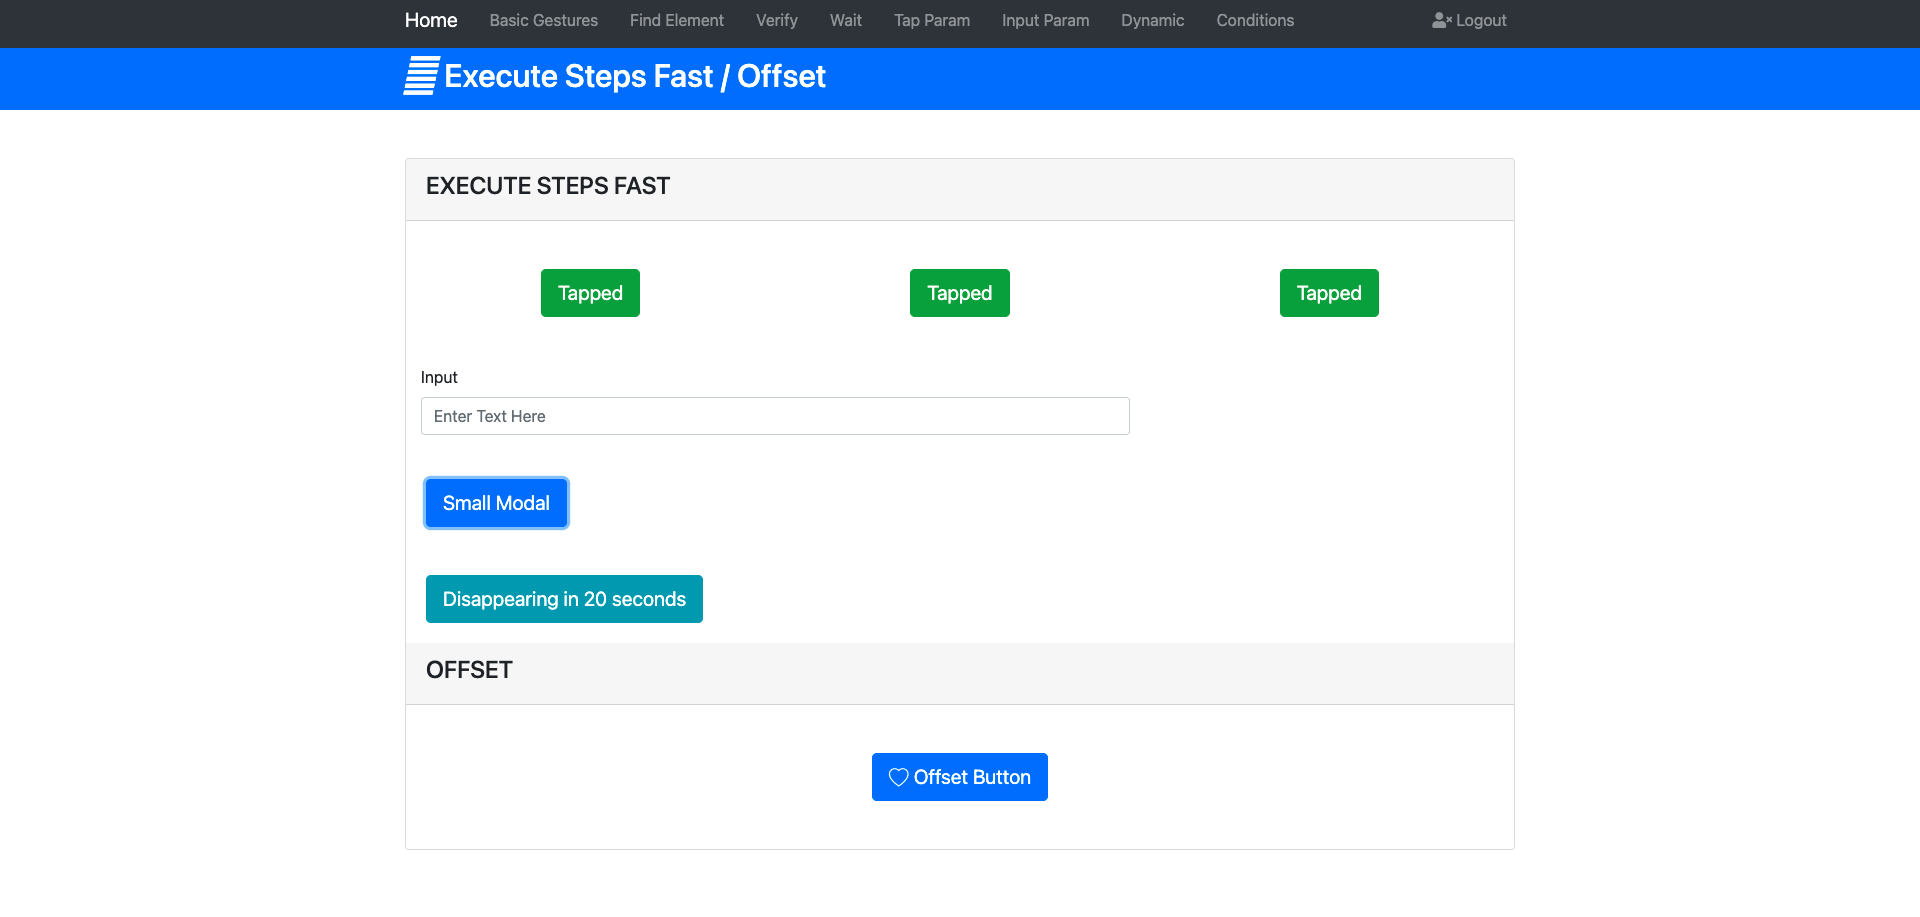 Home Basic Gestures Find Element Verify Wait Tap Param Input Param Dynamic Conditions Logout
Execute Steps Fast / Offset
EXECUTE STEPS FAST
Tapped Tapped Tapped
Input
Enter Text Here
Small Modal
Disappearing in 20 seconds
OFFSET
Offset Button